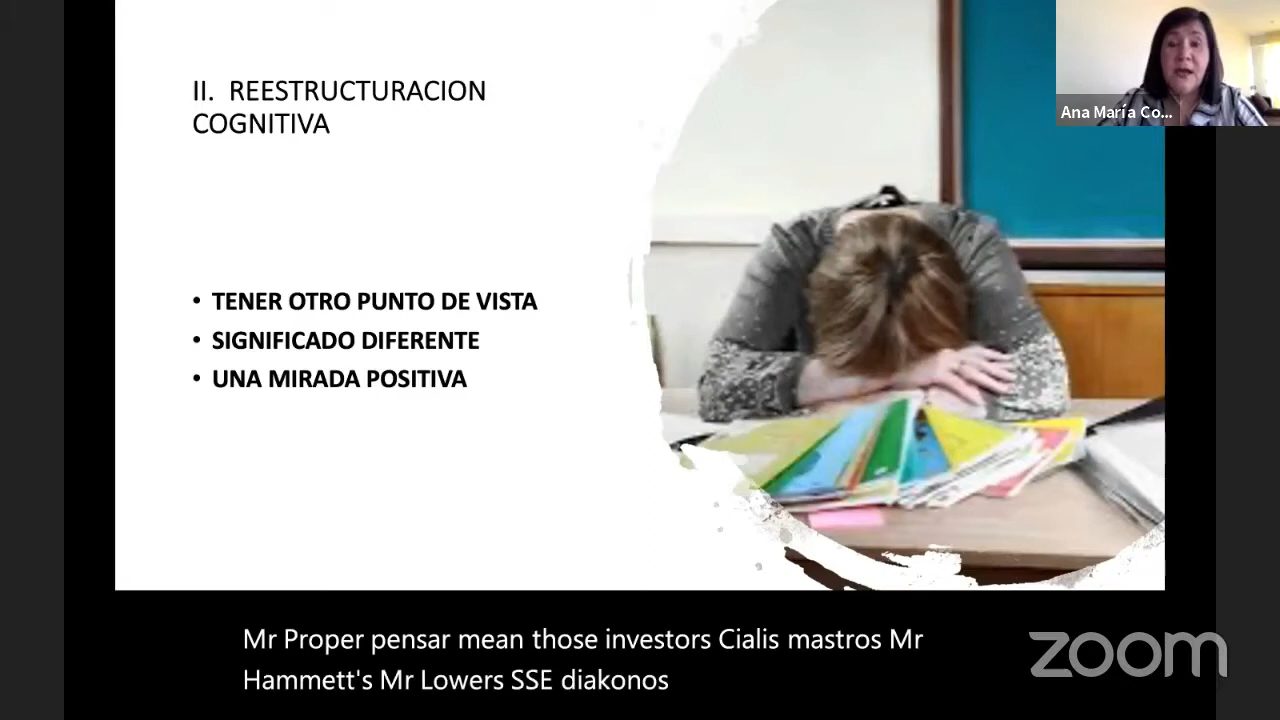 II. REESTRUCTURACION
COGNITIVA
• TENER OTRO PUNTO DE VISTA
• SIGNIFICADO DIFERENTE
• UNA MIRADA POSITIVA
Ana María Co...
Mr Proper pensar mean those investors Cialis mastros Mr
Hammett's Mr Lowers SSE diakonos
zoom